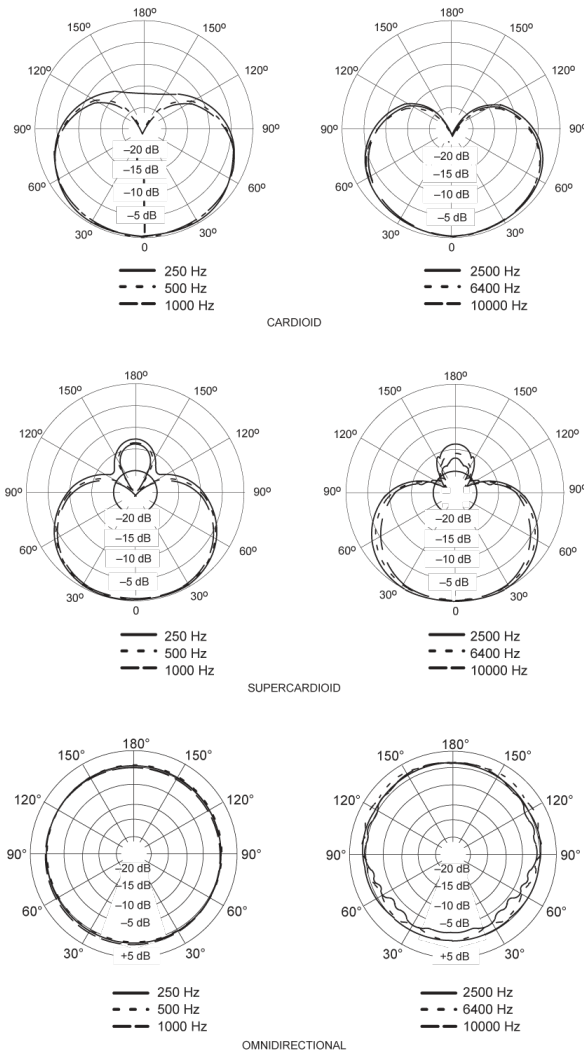 180º 180º
150º 150º 150º 150º
120º 120º 120º 120º
90º 90º 90º 90º
–20 dB –20 dB
–15 dB –15 dB
60º 60º 60º 60º
–10 dB –10 dB
–5 dB –5 dB
30º 30º 30º 30º
0 0
250 Hz 2500 Hz
500 Hz 6400 Hz
1000 Hz 10000 Hz
CARDIOID
180º 180º
150º 150º 150º 150º
120º 120º 120º 120º
90º 90º 90º 90º
–20 dB –20 dB
–15 dB –15 dB
60º 60º 60º 60º
–10 dB –10 dB
–5 dB –5 dB
30º 30º 30º 30º
0 0
250 Hz 2500 Hz
500 Hz 6400 Hz
1000 Hz 10000 Hz
SUPERCARDIOID
180° 180°
150° 150° 150° 150°
120° 120° 120° 120°
90° 90° 90° 90°
–20 dB –20 dB
–15 dB –15 dB
60° 60° 60° 60°
–10 dB –10 dB
–5 dB –5 dB
30° 30° 30° 30°
+5 dB +5 dB
250 Hz 2500 Hz
500 Hz 6400 Hz
1000 Hz 10000 Hz
OMNIDIRECTIONAL